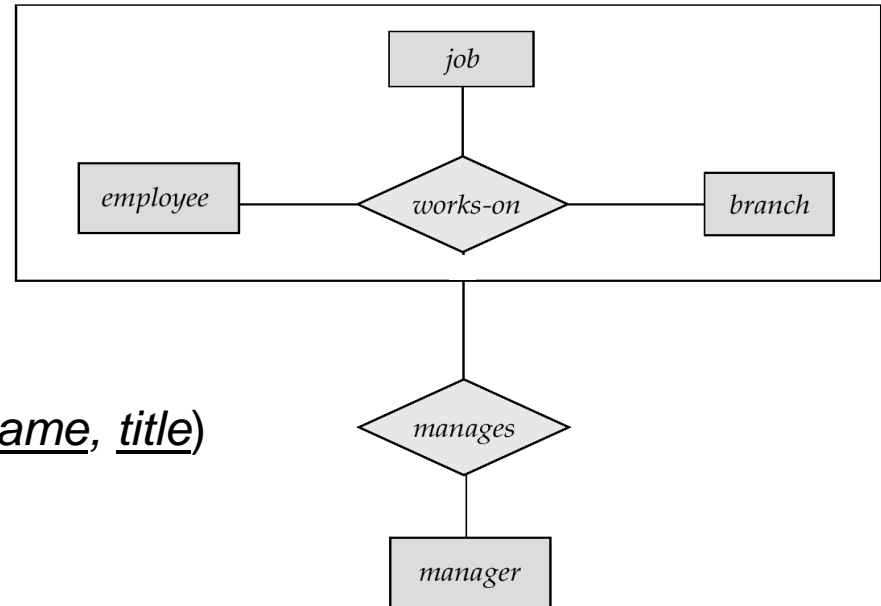 job
employee
works-on
branch
ame, title)
manages
manager